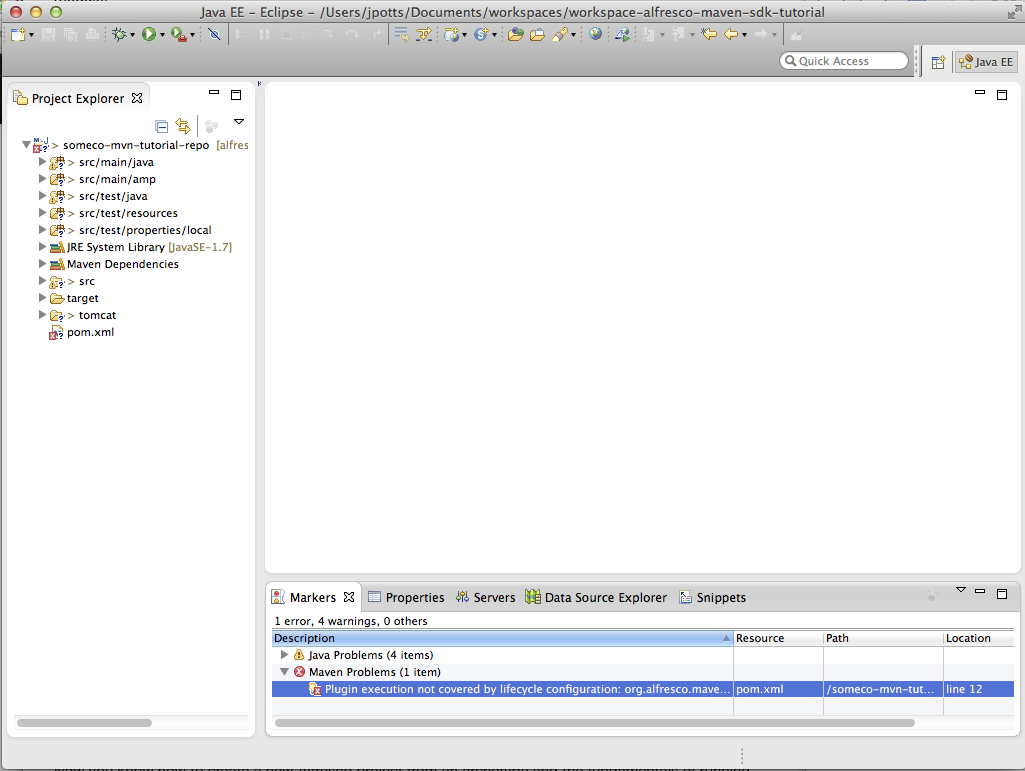 Java EE - Eclipse - /Users/jpotts/Documents/workspaces/workspace-alfresco-maven-sdk-tutorial
Quick Access
Java EE
Project Explorer
> someco-mvn-tutorial-repo [alfres
> src/main/java
> src/main/amp
> src/test/java
> src/test/resources
> src/test/properties/local
JRE System Library [JavaSE-1.7]
Maven Dependencies
> src
target
> tomcat
pom.xml
Markers Properties Servers Data Source Explorer Snippets
1 error, 4 warnings, 0 others
Description Resource Path Location
Java Problems (4 items)
Maven Problems (1 item)
Plugin execution not covered by lifecycle configuration: org.alfresco.mave... pom.xml /someco-mvn-tut... line 12